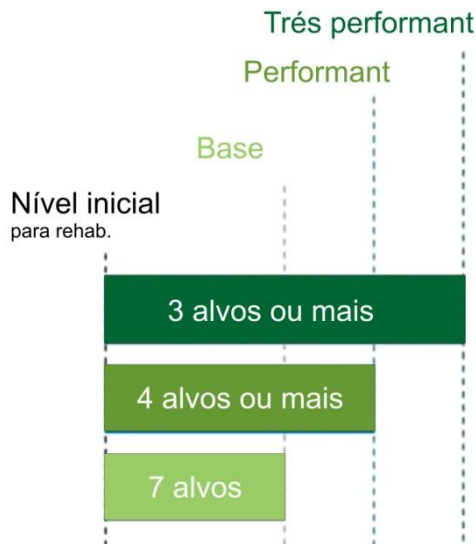 Trés performant
Performant
Base
Nível inicial
para rehab.
3 alvos ou mais
4 alvos ou mais
7 alvos